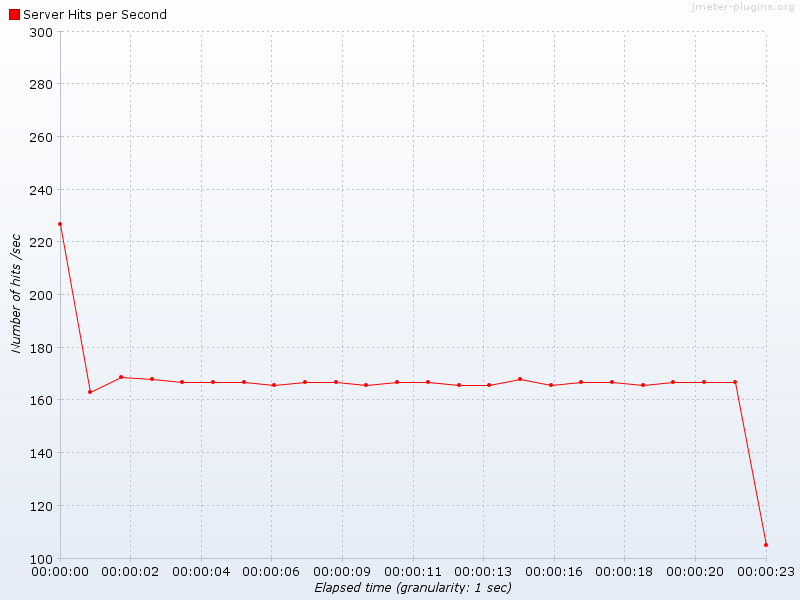 jmeter-plugins.org
Server Hits per Second
300
280
260
240
220
200
180
160
140
120
100
Number of hits /sec
00:00:00 00:00:02 00:00:04 00:00:06 00:00:09 00:00:11 00:00:13 00:00:16 00:00:18 00:00:20 00:00:23
Elapsed time (granularity: 1 sec)